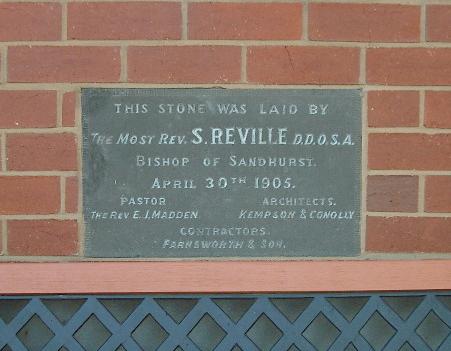 THIS STONE WAS LAID BY
THE MOST REV. S. REVILLE D.D.O.S.A.
BISHOP OF SANDHURST.
APRIL 30TH 1905.
PASTOR ARCHITECTS.
THE REV E.J. MADDEN. KEMPSON & CONOLLY
CONTRACTORS.
FARNSWORTH & SON.